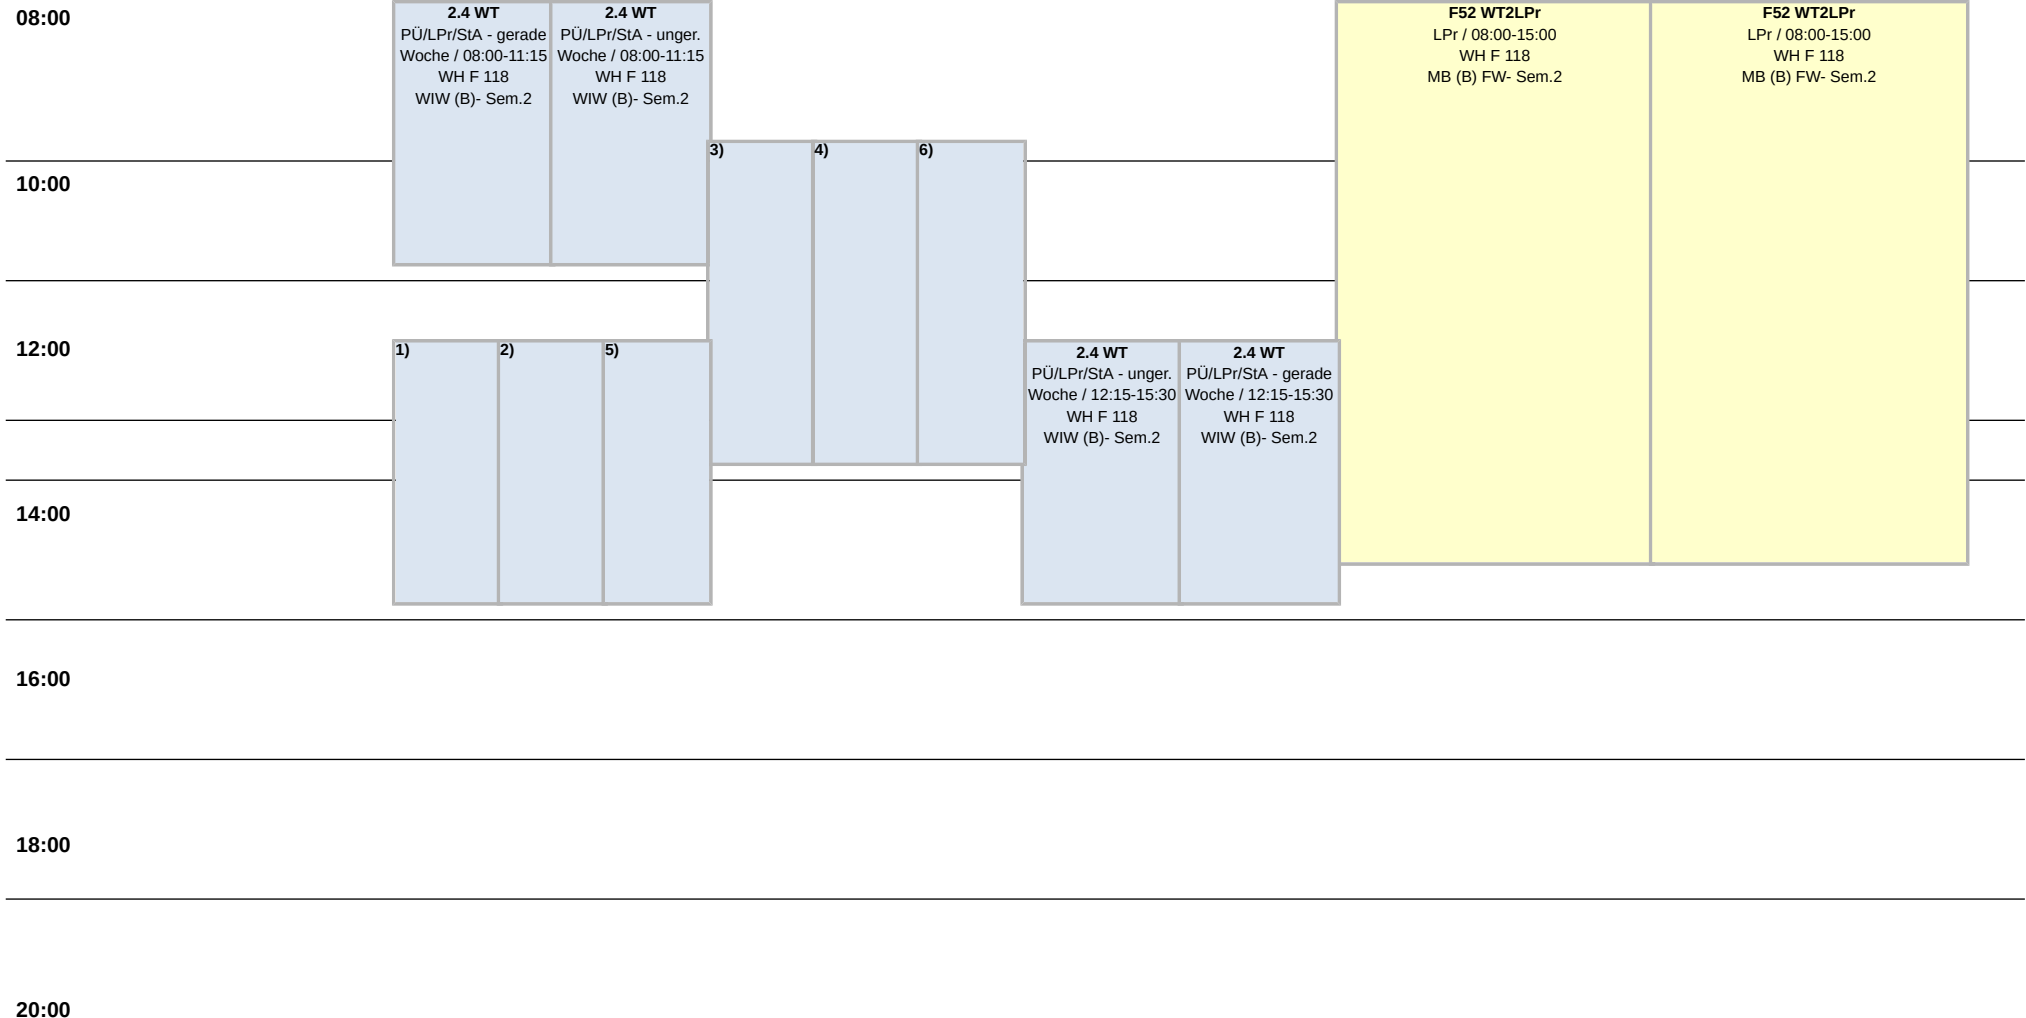 08:00
2.4 WT
PÜ/LPr/StA - gerade
Woche / 08:00-11:15
WH F 118
WIW (B)- Sem.2
2.4 WT
PÜ/LPr/StA - unger.
Woche / 08:00-11:15
WH F 118
WIW (B)- Sem.2
F52 WT2LPr
LPr / 08:00-15:00
WH F 118
MB (B) FW- Sem.2
F52 WT2LPr
LPr / 08:00-15:00
WH F 118
MB (B) FW- Sem.2
3)
4)
6)
10:00
12:00
1)
2)
5)
2.4 WT
PÜ/LPr/StA - unger.
Woche / 12:15-15:30
WH F 118
WIW (B)- Sem.2
2.4 WT
PÜ/LPr/StA - gerade
Woche / 12:15-15:30
WH F 118
WIW (B)- Sem.2
14:00
16:00
18:00
20:00